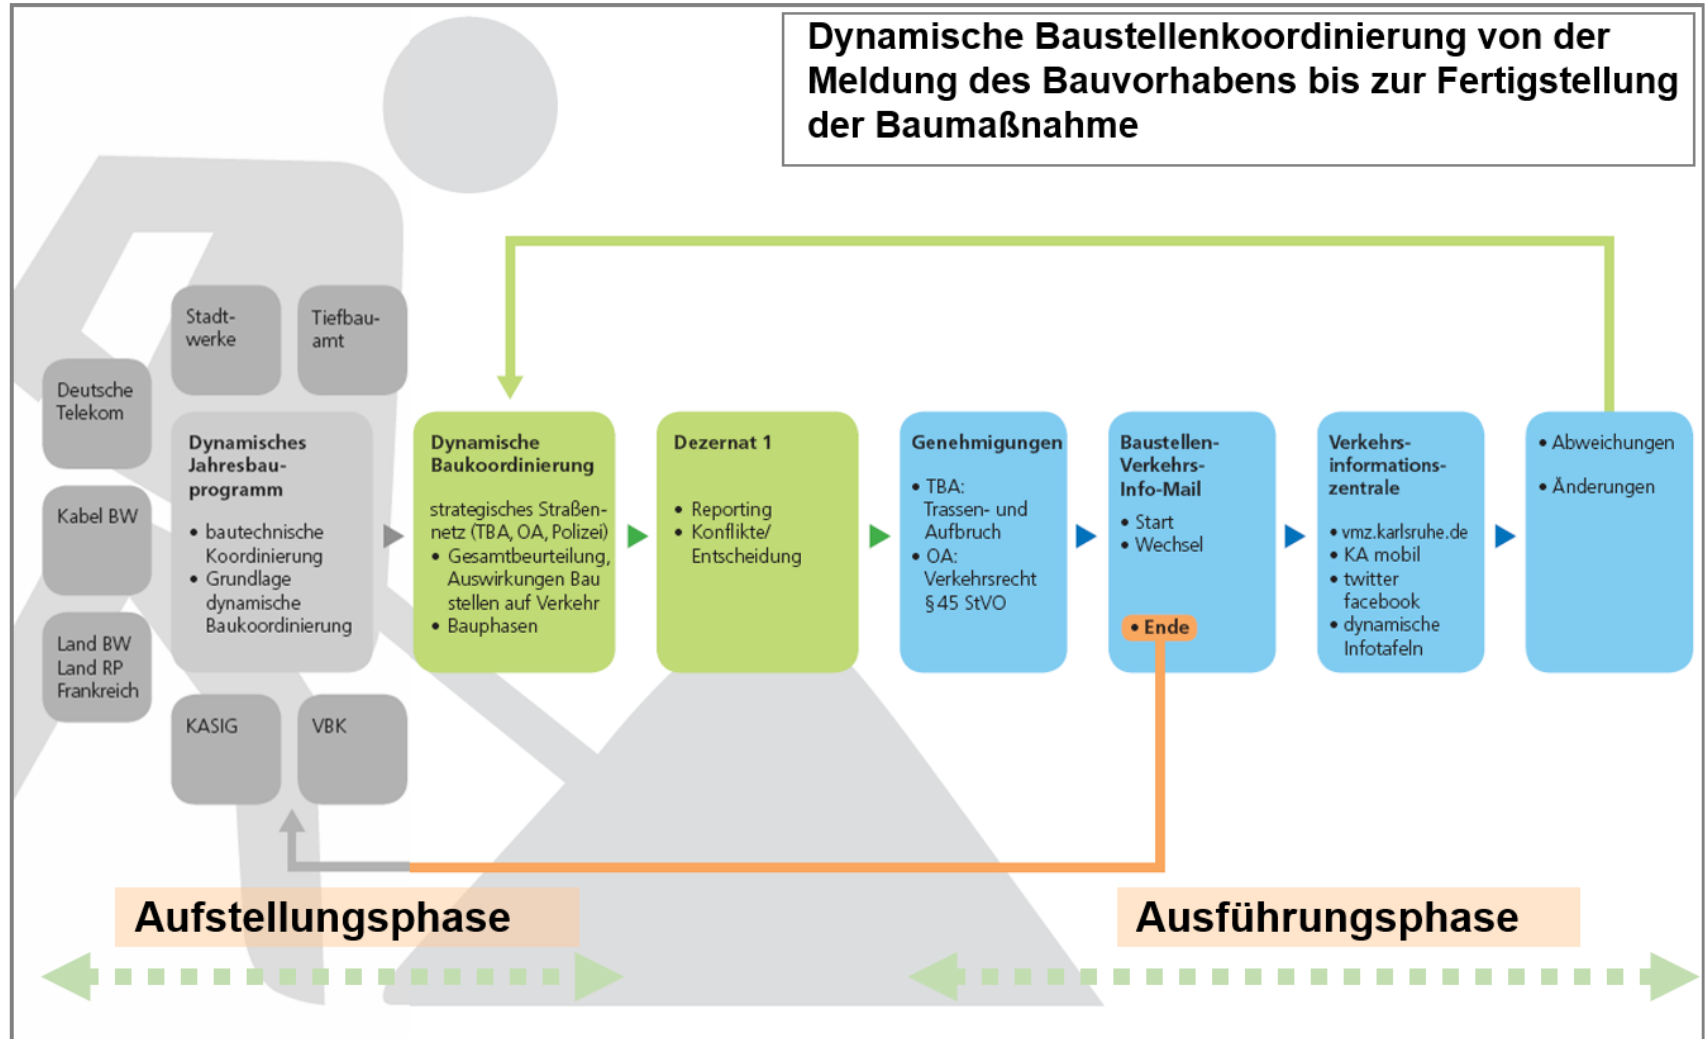 Dynamische Baustellenkoordinierung von der
Meldung des Bauvorhabens bis zur Fertigstellung
der Baumaßnahme
Stadt-
werke
Tiefbau-
amt
Deutsche
Telekom
Kabel BW
Land BW
Land RP
Frankreich
KASIG
VBK
Dynamisches
Jahresbau-
programm
• bautechnische
Koordinierung
• Grundlage
dynamische
Baukoordinierung
Dynamische
Baukoordinierung
strategisches Straßen-
netz (TBA, OA, Polizei)
• Gesamtbeurteilung,
Auswirkungen Bau
stellen auf Verkehr
• Bauphasen
Dezernat 1
• Reporting
• Konflikte/
Entscheidung
Genehmigungen
• TBA:
Trassen- und
Aufbruch
• OA:
Verkehrsrecht
§ 45 StVO
Baustellen-
Verkehrs-
Info-Mail
• Start
• Wechsel
• Ende
Verkehrs-
informations-
zentrale
• vmz.karlsruhe.de
• KA mobil
• twitter
facebook
• dynamische
Infotafeln
• Abweichungen
• Änderungen
Aufstellungsphase
Ausführungsphase